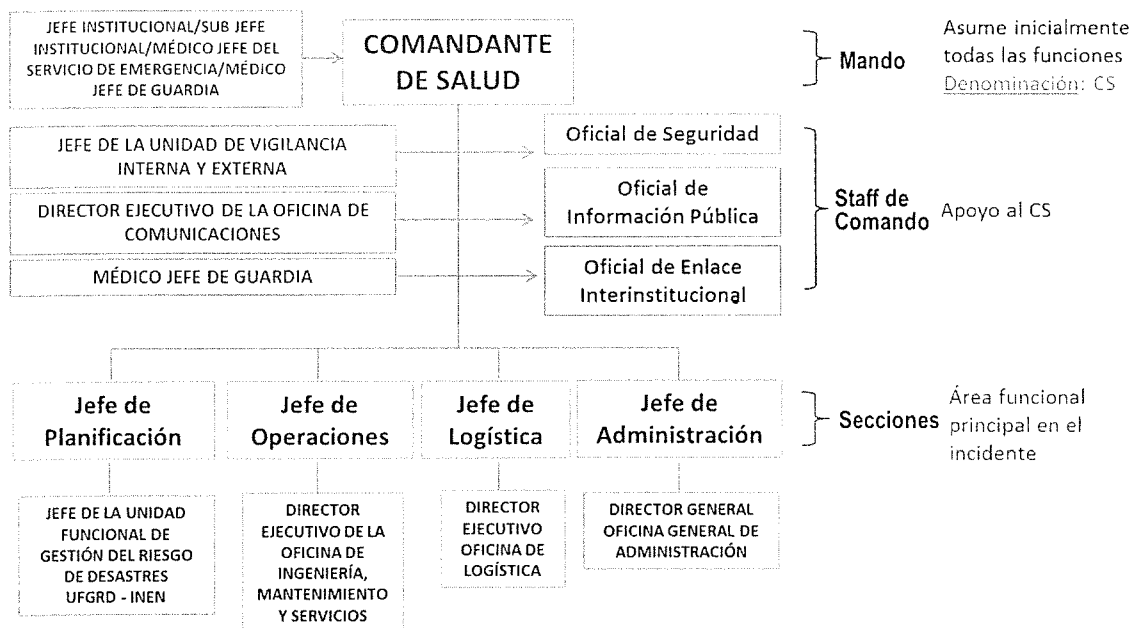 JEFE INSTITUCIONAL/SUB JEFE
INSTITUCIONAL/MÉDICO JEFE DEL
SERVICIO DE EMERGENCIA/MÉDICO
JEFE DE GUARDIA
COMANDANTE
DE SALUD
Mando
Asume inicialmente
todas las funciones
Denominación: CS
JEFE DE LA UNIDAD DE VIGILANCIA
INTERNA Y EXTERNA
Oficial de Seguridad
DIRECTOR EJECUTIVO DE LA OFICINA DE
COMUNICACIONES
Oficial de
Información Pública
MÉDICO JEFE DE GUARDIA
Oficial de Enlace
Interinstitucional
Staff de
Comando
Apoyo al CS
Jefe de
Planificación
Jefe de
Operaciones
Jefe de
Logística
Jefe de
Administración
Secciones
Área funcional
principal en el
incidente
JEFE DE LA UNIDAD
FUNCIONAL DE
GESTIÓN DEL RIESGO
DE DESASTRES
UFGRD - INEN
DIRECTOR
EJECUTIVO DE LA
OFICINA DE
INGENIERÍA,
MANTENIMIENTO
Y SERVICIOS
DIRECTOR
EJECUTIVO
OFICINA DE
LOGÍSTICA
DIRECTOR GENERAL
OFICINA GENERAL DE
ADMINISTRACIÓN